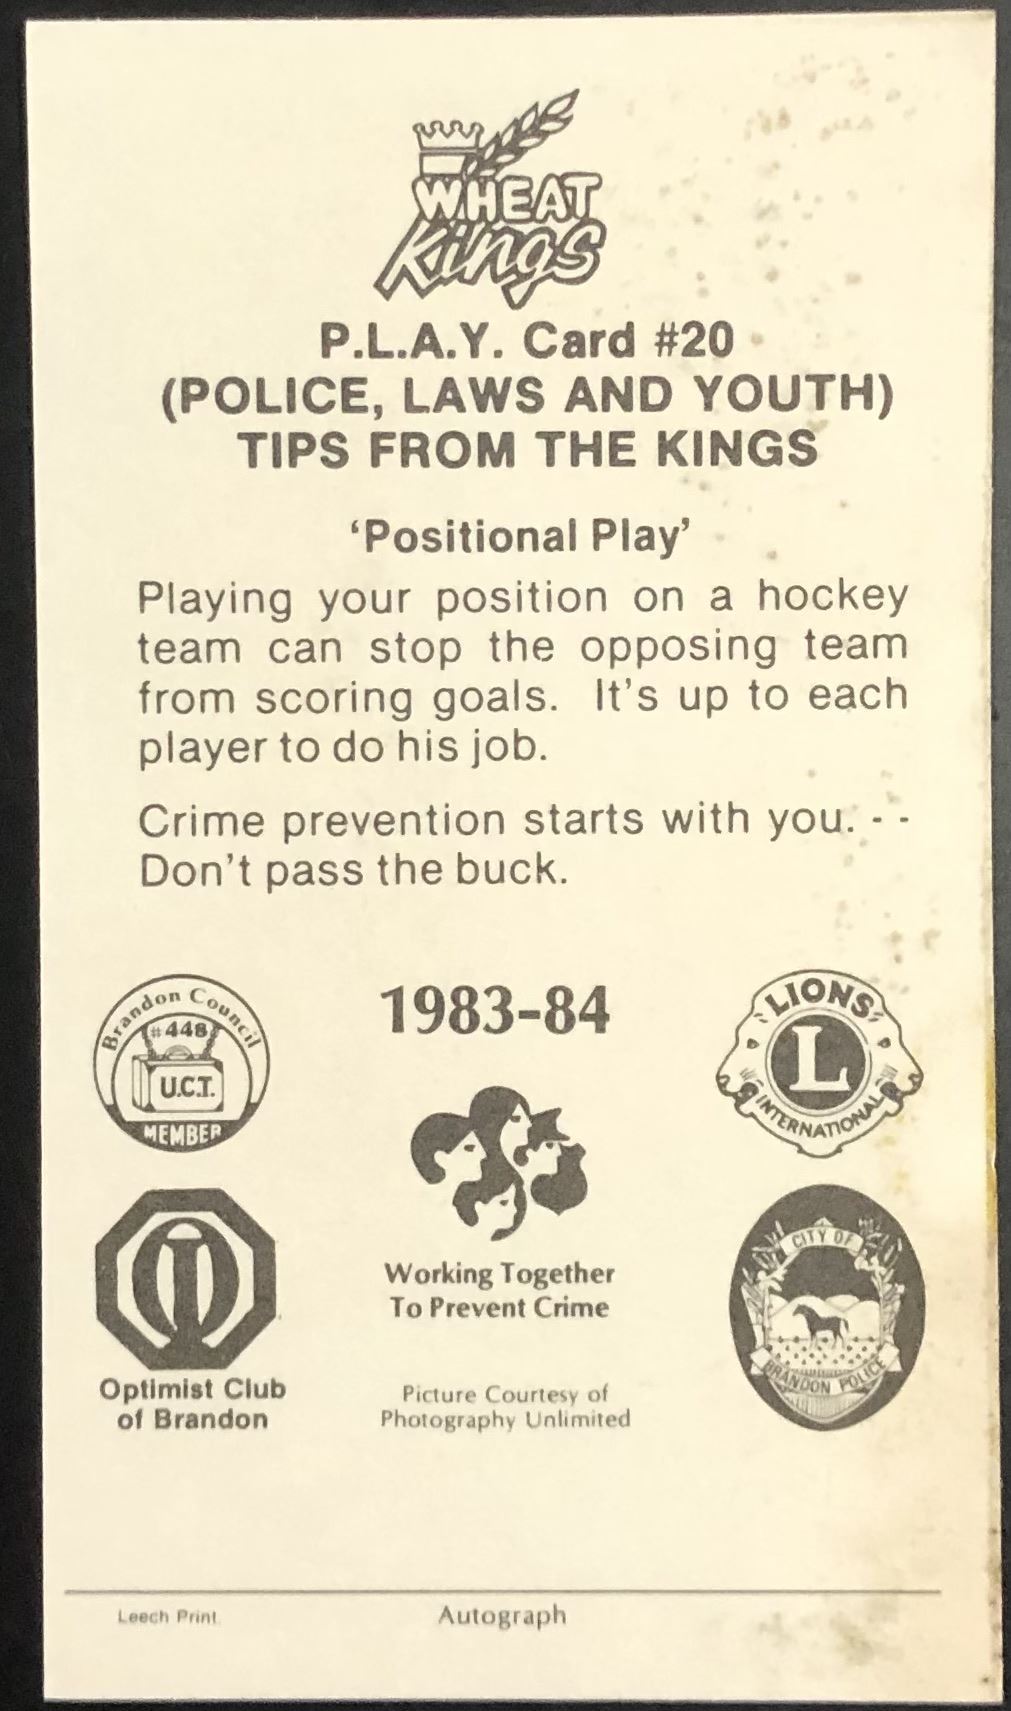 WHEAT
Kings
P.L.A.Y. Card #20
(POLICE, LAWS AND YOUTH)
TIPS FROM THE KINGS
‘Positional Play’
Playing your position on a hockey
team can stop the opposing team
from scoring goals. It's up to each
player to do his job.
Crime prevention starts with you. - -
Don't pass the buck.
Brandon Council
#448
U.C.T.
MEMBER
1983-84
LIONS
L
INTERNATIONAL
Optimist Club
of Brandon
Working Together
To Prevent Crime
Picture Courtesy of
Photography Unlimited
CITY OF
BRANDON POLICE
Leech Print
Autograph